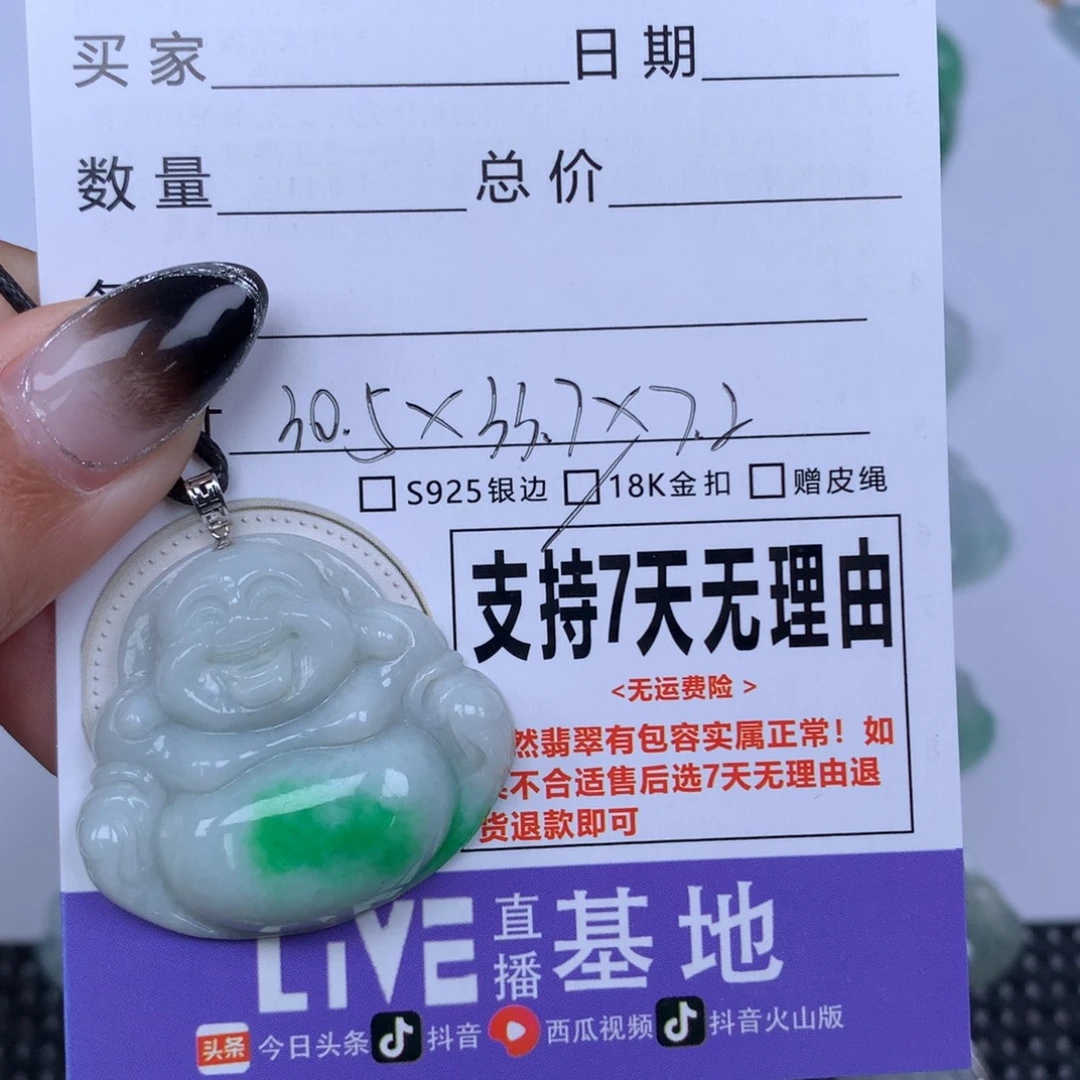 买家 日期
数量 总价
30.5×33.7×7.2
S925银边 18K金扣 赠皮绳
支持7天无理由
<无运费险>
然翡翠有包容实属正常！如
不合适售后选7天无理由退
货退款即可
LIVE 直播 基地
头条 今日头条 抖音 西瓜视频 抖音火山版